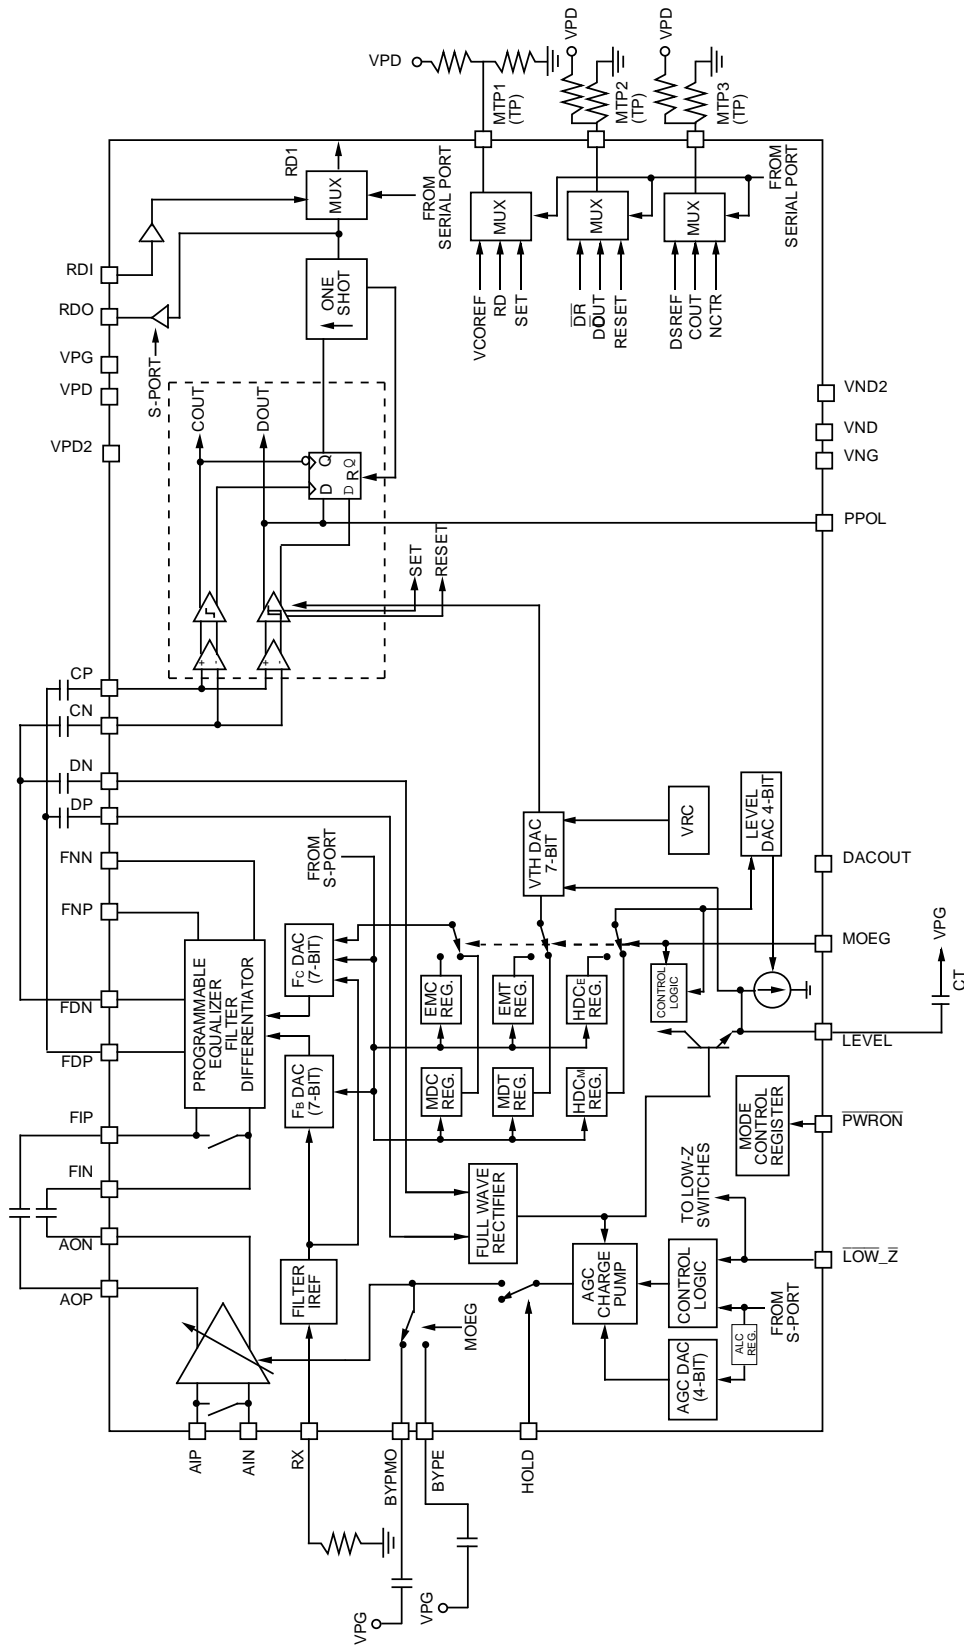 VPD
VPD
VPD
MTP1
(TP)
MTP2
(TP)
MTP3
(TP)
RD1
MUX
FROM
SERIAL PORT
MUX
MUX
MUX
FROM
SERIAL PORT
VCOREF
RD
SET
DR
DOUT
RESET
DSREF
COUT
NCTR
RDI
RDO
VPG
VPD
VPD2
S-PORT
ONE
SHOT
COUT
DOUT
Q
D
R
Q
D
SET
RESET
VND2
VND
VNG
PPOL
CP
CN
DN
DP
FNN
FNP
FDN
FDP
FIP
FIN
AON
AOP
+
-
+
-
FROM
S-PORT
VTH DAC
7-BIT
VRC
LEVEL
DAC 4-BIT
DACOUT
MOEG
VPG
CT
LEVEL
PROGRAMMABLE
EQUALIZER
FILTER
DIFFERENTIATOR
FC DAC
(7-BIT)
FB DAC
(7-BIT)
EMC
REG.
EMT
REG.
HDCE
REG.
CONTROL
LOGIC
MDC
REG.
MDT
REG.
HDCM
REG.
MODE
CONTROL
REGISTER
PWRON
FULL WAVE
RECTIFIER
TO LOW-Z
SWITCHES
LOW_Z
FILTER
IREF
MOEG
AGC
CHARGE
PUMP
CONTROL
LOGIC
FROM
S-PORT
AGC DAC
(4-BIT)
ALC
REG.
AIP
AIN
RX
BYPMO
BYPE
HOLD
VPG
VPG